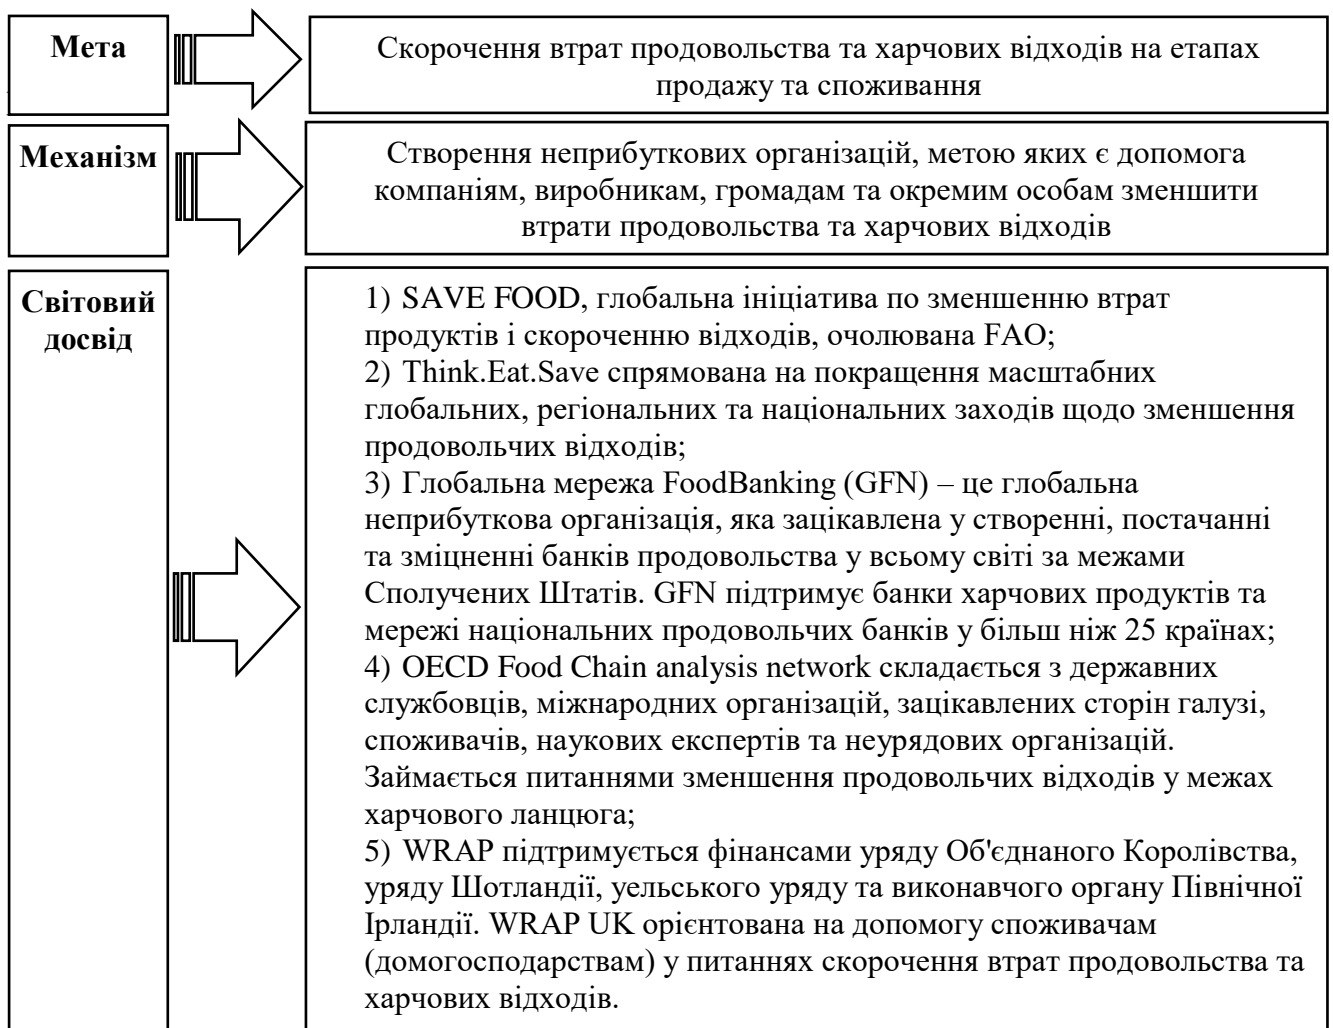 Мета
Скорочення втрат продовольства та харчових відходів на етапах
продажу та споживання
Механізм
Створення неприбуткових організацій, метою яких є допомога
компаніям, виробникам, громадам та окремим особам зменшити
втрати продовольства та харчових відходів
Світовий
досвід
1) SAVE FOOD, глобальна ініціатива по зменшенню втрат
продуктів і скороченню відходів, очолювана FAO;
2) Think.Eat.Save спрямована на покращення масштабних
глобальних, регіональних та національних заходів щодо зменшення
продовольчих відходів;
3) Глобальна мережа FoodBanking (GFN) – це глобальна
неприбуткова організація, яка зацікавлена у створенні, постачанні
та зміцненні банків продовольства у всьому світі за межами
Сполучених Штатів. GFN підтримує банки харчових продуктів та
мережі національних продовольчих банків у більш ніж 25 країнах;
4) OECD Food Chain analysis network складається з державних
службовців, міжнародних організацій, зацікавлених сторін галузі,
споживачів, наукових експертів та неурядових організацій.
Займається питаннями зменшення продовольчих відходів у межах
харчового ланцюга;
5) WRAP підтримується фінансами уряду Об'єднаного Королівства,
уряду Шотландії, уельського уряду та виконавчого органу Північної
Ірландії. WRAP UK орієнтована на допомогу споживачам
(домогосподарствам) у питаннях скорочення втрат продовольства та
харчових відходів.